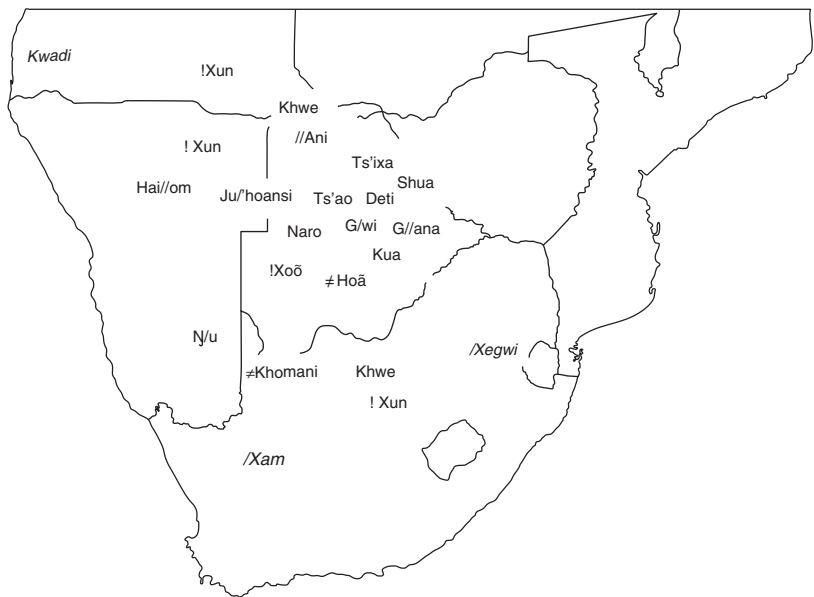 Kwadi
!Xun
Khwe
//Ani
! Xun
Ts'ixa
Shua
Hai//om
Ju/'hoansi
Ts'ao
Deti
G/wi
G//ana
Naro
Kua
!Xoõ
≠Hoã
N̡/u
/Xegwi
≠Khomani
Khwe
! Xun
/Xam